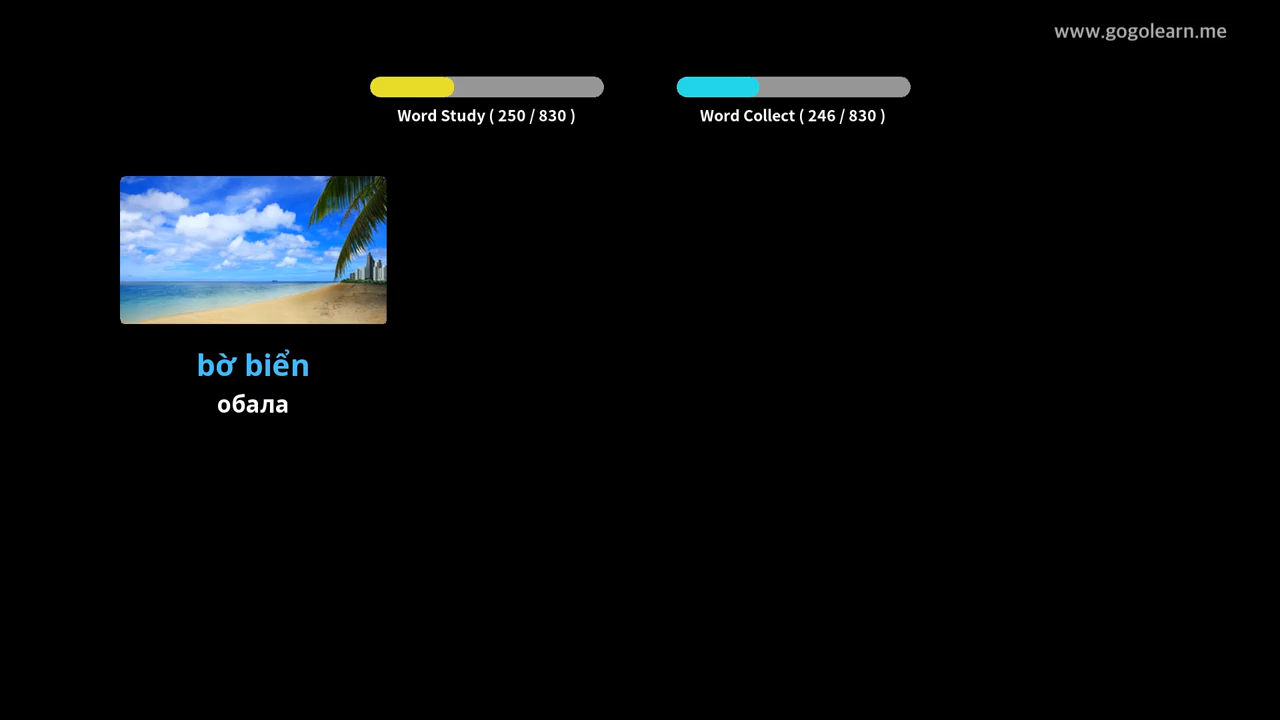 www.gogolearn.me
Word Study ( 250 / 830 )
Word Collect ( 246 / 830 )
bờ biển
обала